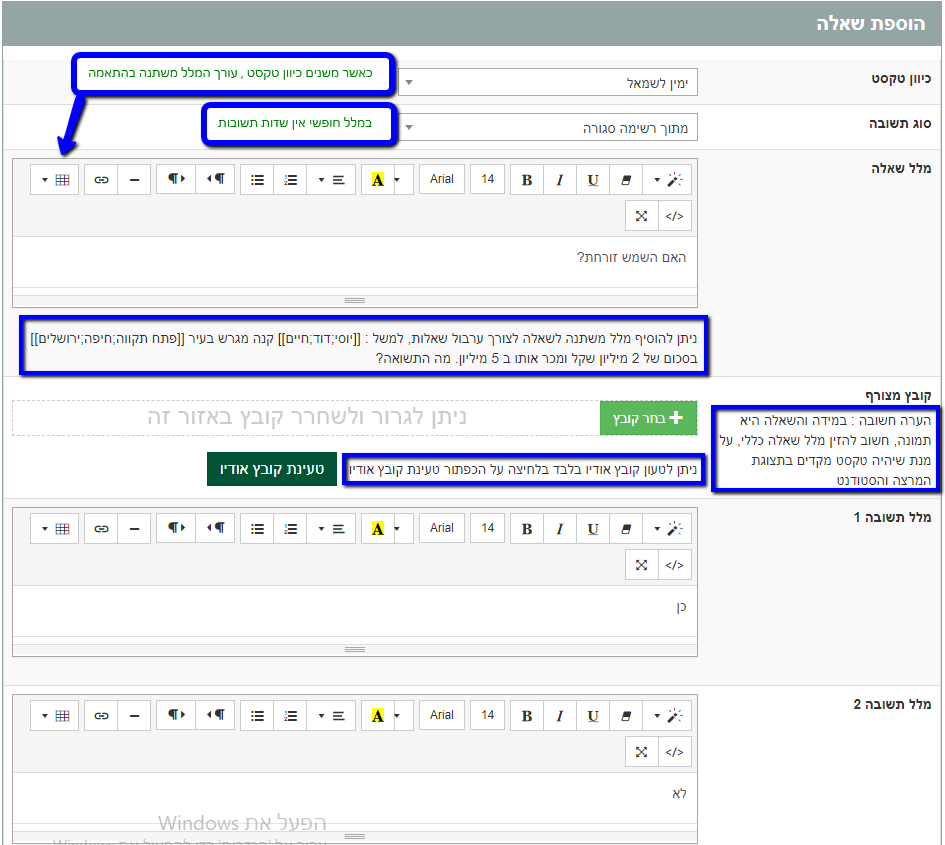 הוספת שאלה
כיוון טקסט
ימין לשמאל
כאשר משנים כיוון טקסט , עורך המלל משתנה בהתאמה
סוג תשובה
מתוך רשימה סגורה
במלל חופשי אין שדות תשובות
מלל שאלה
B I U 14 Arial A
</>
האם השמש זורחת?
ניתן להוסיף מלל משתנה לשאלה לצורך ערבול שאלות, למשל : [[יוסי;דוד;חיים]] קנה מגרש בעיר [[פתח תקווה;חיפה;ירושלים]]
בסכום של 2 מיליון שקל ומכר אותו ב 5 מיליון. מה התשואה?
קובץ מצורף
הערה חשובה : במידה והשאלה היא
תמונה, חשוב להזין מלל שאלה כללי, על
מנת שיהיה טקסט מקדים בתצוגת
המרצה והסטודנט
בחר קובץ
ניתן לגרור ולשחרר קובץ באזור זה
ניתן לטעון קובץ אודיו בלבד בלחיצה על הכפתור טעינת קובץ אודיו
טעינת קובץ אודיו
מלל תשובה 1
B I U 14 Arial A
</>
כן
מלל תשובה 2
B I U 14 Arial A
</>
לא
הפעל את Windows